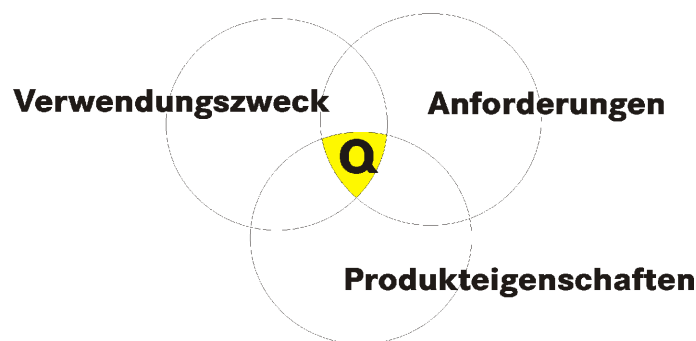 Verwendungszweck
Anforderungen
Q
Produkteigenschaften